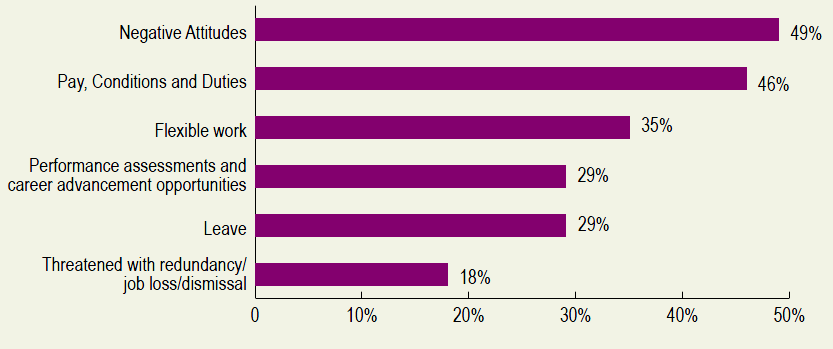 Negative Attitudes
49%
Pay, Conditions and Duties
46%
Flexible work
35%
Performance assessments and
career advancement opportunities
29%
Leave
29%
Threatened with redundancy/
job loss/dismissal
18%
0 10% 20% 30% 40% 50%